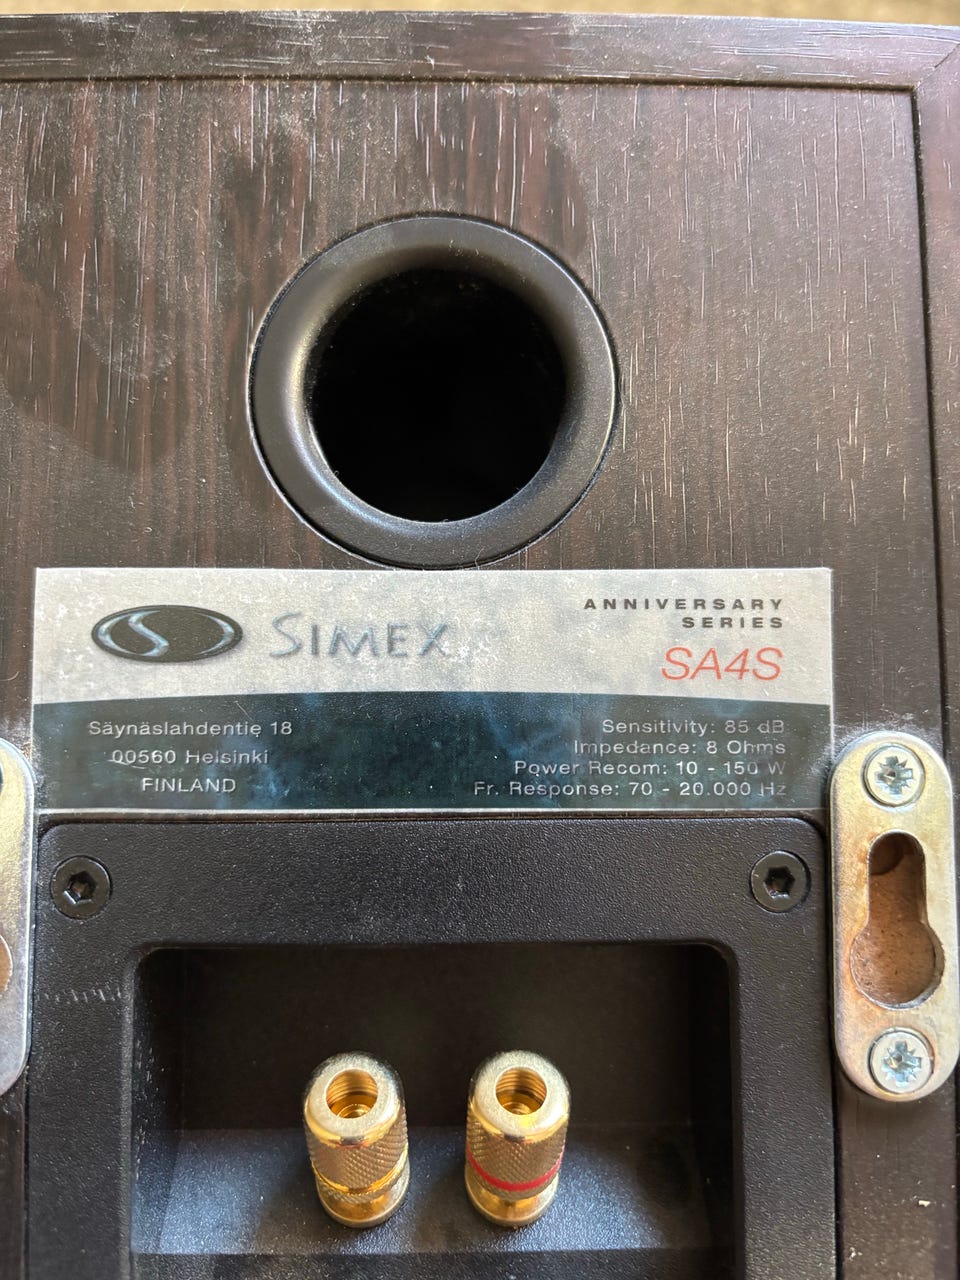 SIMEX
ANNIVERSARY
SERIES
SA4S
Säynäslahdentie 18
00560 Helsinki
FINLAND
Sensitivity: 85 dB
Impedance: 8 Ohms
Power Recom: 10 - 150 W
Fr. Response: 70 - 20.000 Hz